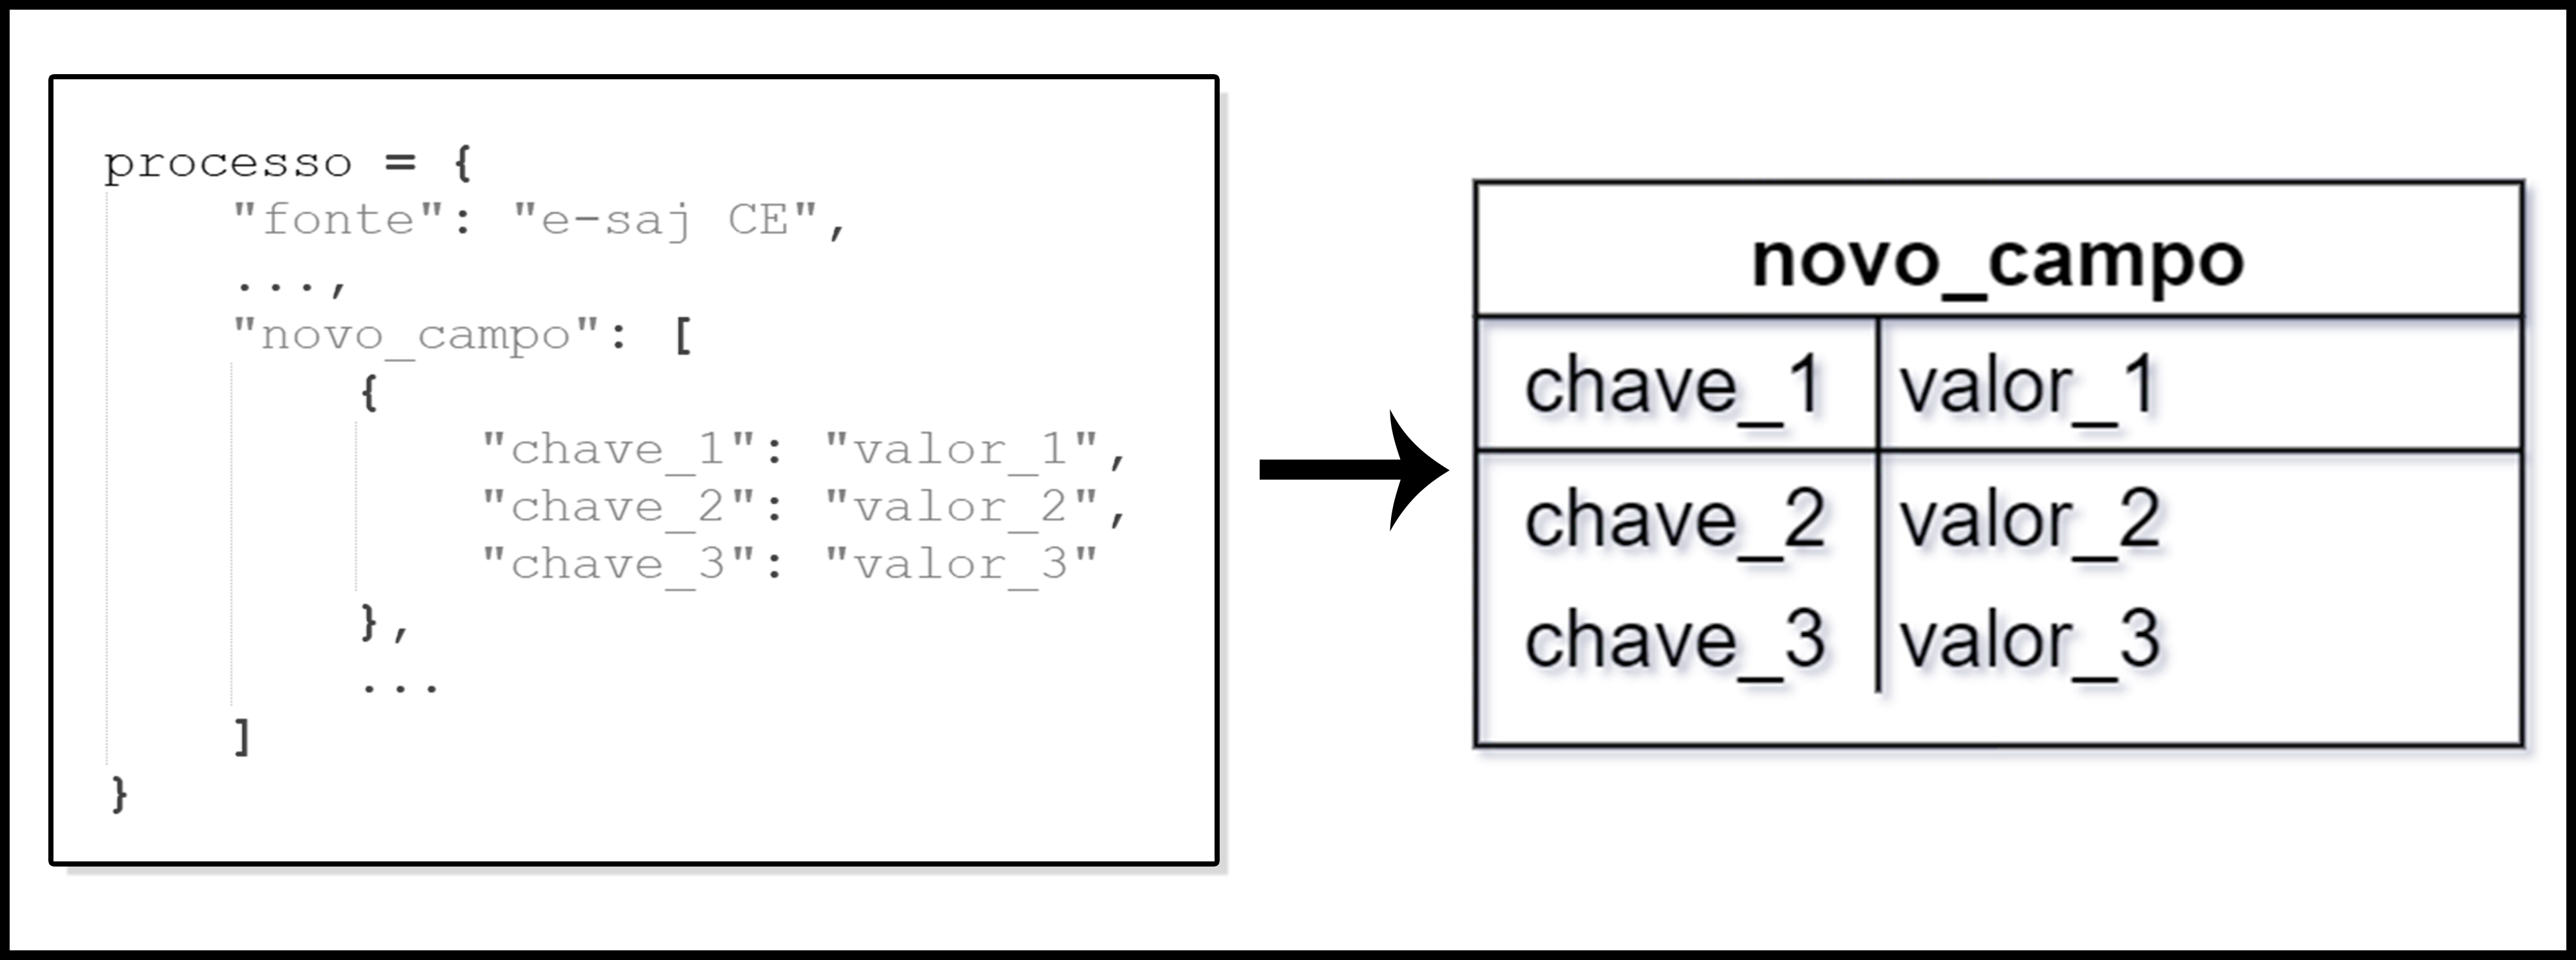 processo = {
"fonte": "e-saj CE",
...,
"novo_campo": [
{
"chave_1": "valor_1",
"chave_2": "valor_2",
"chave_3": "valor_3"
},
...
]
}
novo_campo
chave_1 valor_1
chave_2 valor_2
chave_3 valor_3